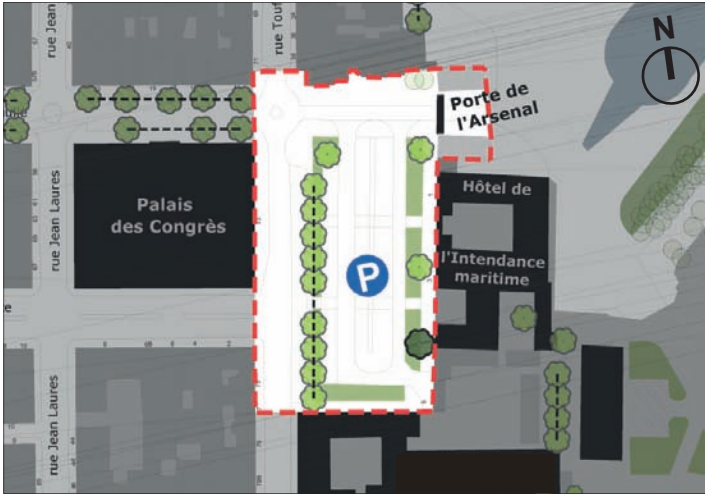 rue Jean
rue Touf
N
Porte de
l'Arsenal
Palais
des Congrès
rue Jean Laures
Hôtel de
l'Intendance
maritime
P
rue Jean Laures